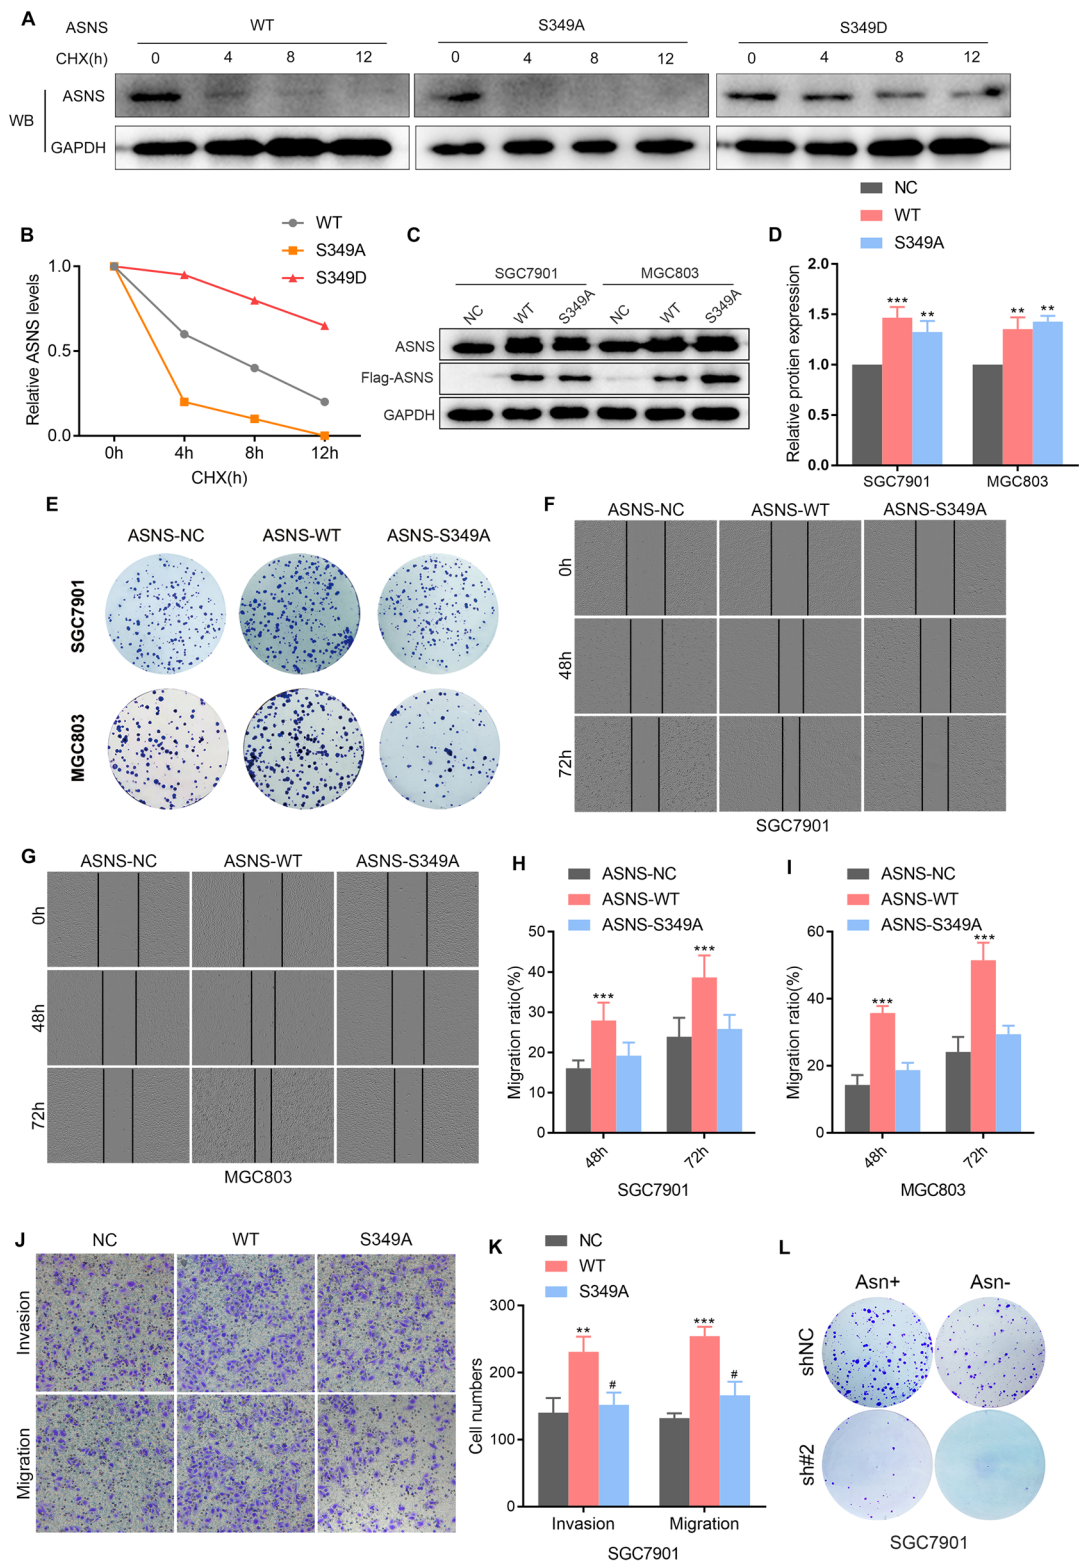 A
ASNS WT S349A S349D
CHX(h) 0 4 8 12 0 4 8 12 0 4 8 12
WB
ASNS
GAPDH
B
WT
S349A
S349D
Relative ASNS levels
1.0
0.5
0.0
0h 4h 8h 12h
CHX(h)
C
SGC7901 MGC803
NC WT S349A NC WT S349A
ASNS
Flag-ASNS
GAPDH
D
NC
WT
S349A
Relative protien expression
2.0
1.5
1.0
0.5
0.0
*** ** ** **
SGC7901 MGC803
E
ASNS-NC ASNS-WT ASNS-S349A
SGC7901
MGC803
F
ASNS-NC ASNS-WT ASNS-S349A
0h
48h
72h
SGC7901
G
ASNS-NC ASNS-WT ASNS-S349A
0h
48h
72h
MGC803
H
ASNS-NC
ASNS-WT
ASNS-S349A
Migration ratio(%)
50
40
30
20
10
0
*** ***
48h 72h
SGC7901
I
ASNS-NC
ASNS-WT
ASNS-S349A
Migration ratio(%)
60
40
20
0
*** ***
48h 72h
MGC803
J
NC WT S349A
Invasion
Migration
K
NC
WT
S349A
Cell numbers
300
200
100
0
** # *** #
Invasion Migration
SGC7901
L
Asn+ Asn-
shNC
sh#2
SGC7901